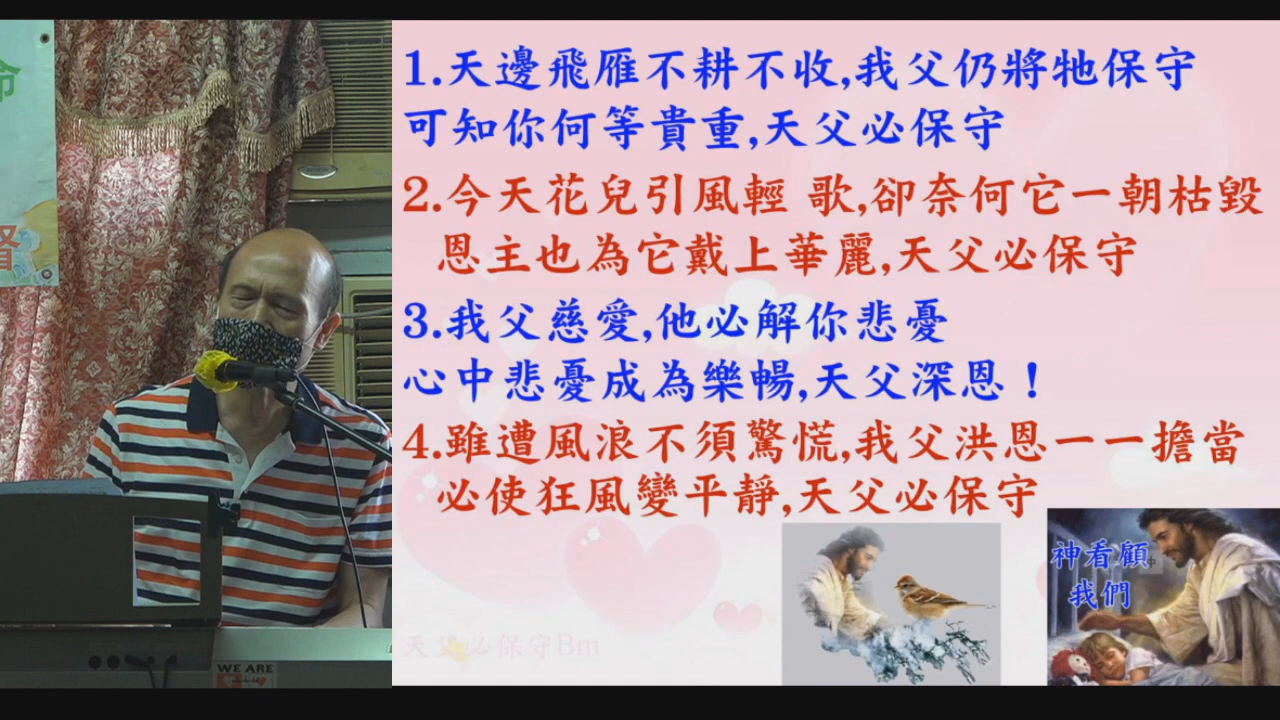 命
督。
1.天邊飛雁不耕不收,我父仍將牠保守
可知你何等貴重,天父必保守
2.今天花兒引風輕 歌,卻奈何它一朝枯毀
恩主也為它戴上華麗,天父必保守
3.我父慈愛,他必解你悲憂
心中悲憂成為樂暢,天父深恩！
4.雖遭風浪不須驚慌,我父洪恩一一擔當
必使狂風變平靜,天父必保守
神看顧
我們
天父必保守Bm
WE ARE